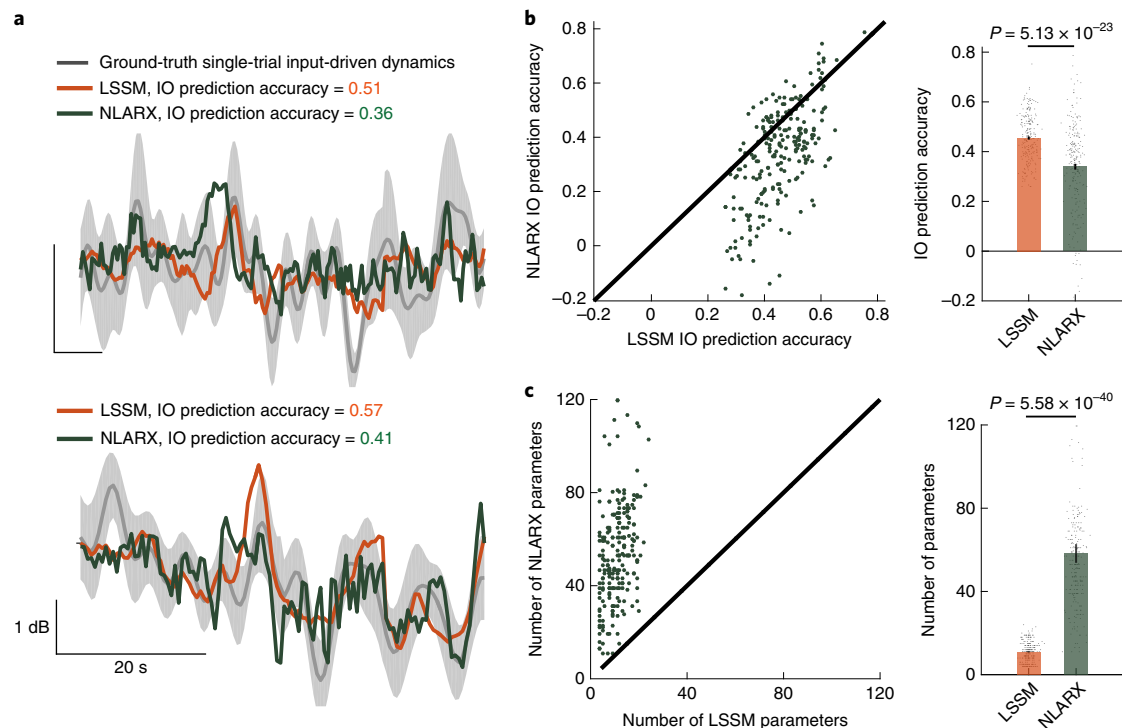 a
Ground-truth single-trial input-driven dynamics
LSSM, IO prediction accuracy = 0.51
NLARX, IO prediction accuracy = 0.36
LSSM, IO prediction accuracy = 0.57
NLARX, IO prediction accuracy = 0.41
1 dB
20 s
b
NLARX IO prediction accuracy
0.8
0.6
0.4
0.2
0
–0.2
–0.2
0
0.2
0.4
0.6
0.8
LSSM IO prediction accuracy
P = 5.13 × 10–23
IO prediction accuracy
0.8
0.6
0.4
0.2
0
–0.2
LSSM
NLARX
c
Number of NLARX parameters
120
80
40
0
0
40
80
120
Number of LSSM parameters
P = 5.58 × 10–40
Number of parameters
120
80
40
0
LSSM
NLARX